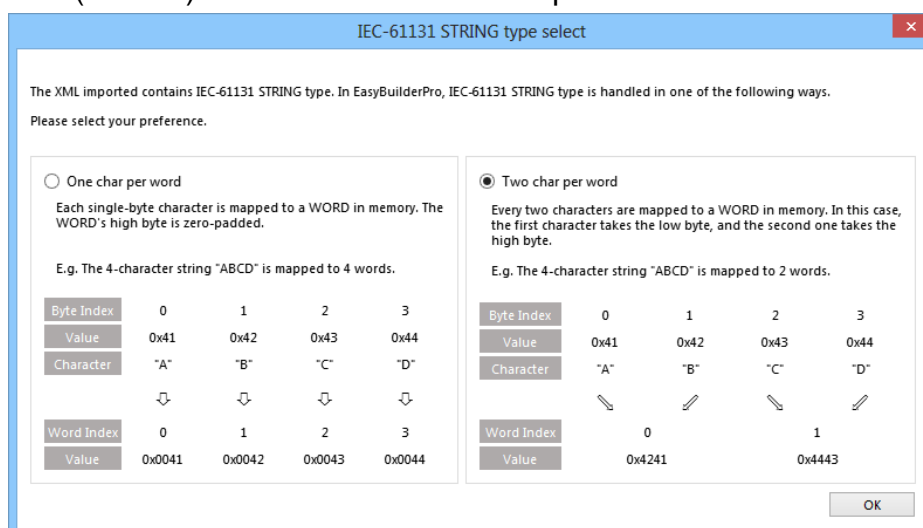 IEC-61131 STRING type select
The XML imported contains IEC-61131 STRING type. In EasyBuilderPro, IEC-61131 STRING type is handled in one of the following ways.
Please select your preference.
One char per word
Each single-byte character is mapped to a WORD in memory. The
WORD's high byte is zero-padded.
E.g. The 4-character string "ABCD" is mapped to 4 words.
Byte Index 0 1 2 3
Value 0x41 0x42 0x43 0x44
Character "A" "B" "C" "D"
Word Index 0 1 2 3
Value 0x0041 0x0042 0x0043 0x0044
Two char per word
Every two characters are mapped to a WORD in memory. In this case,
the first character takes the low byte, and the second one takes the
high byte.
E.g. The 4-character string "ABCD" is mapped to 2 words.
Byte Index 0 1 2 3
Value 0x41 0x42 0x43 0x44
Character "A" "B" "C" "D"
Word Index 0 1
Value 0x4241 0x4443
OK